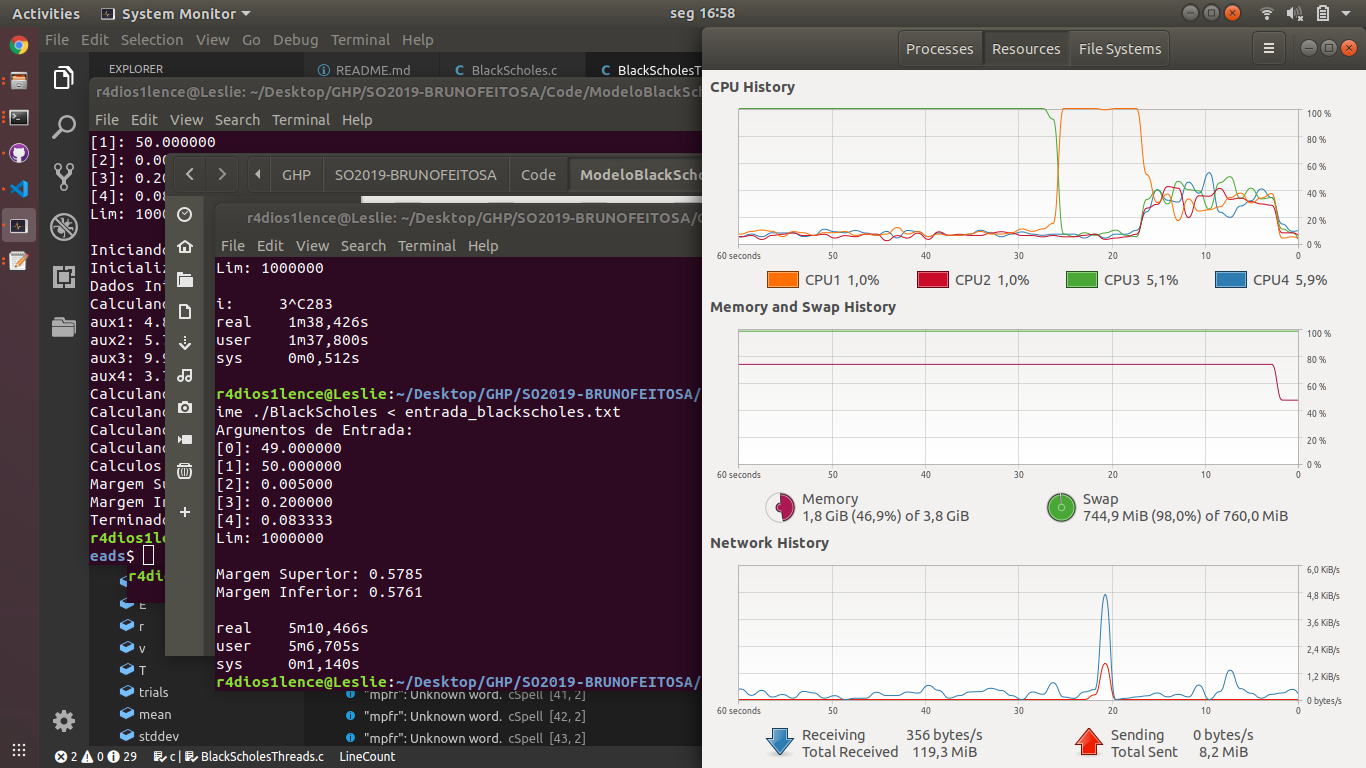 Activities
System Monitor
seg 16:58
File Edit Selection View Go Debug Terminal Help
EXPLORER
README.md
BlackScholes.c
BlackScholesT
r4dios1lence@Leslie: ~/Desktop/GHP/SO2019-BRUNOFEITOSA/Code/ModeloBlackSch
File Edit View Search Terminal Help
[1]: 50.000000
[2]: 0.00
[3]: 0.20
[4]: 0.08
Lim: 1000
Iniciando
Inicializ
Dados Int
Calculand
aux1: 4.8
aux2: 5.7
aux3: 9.9
aux4: 3.7
Calculand
Calculand
Calculand
Calculand
Calculos
Margem Su
Margem In
Terminado
r4dios1le
eads$
r4di
GHP
SO2019-BRUNOFEITOSA
Code
ModeloBlackScho
r4dios1lence@Leslie: ~/Desktop/GHP/SO2019-BRUNOFEITOSA/C
File Edit View Search Terminal Help
Lim: 1000000
i: 3^C283
real 1m38,426s
user 1m37,800s
sys 0m0,512s
r4dios1lence@Leslie:~/Desktop/GHP/SO2019-BRUNOFEITOSA/
ime ./BlackScholes < entrada_blackscholes.txt
Argumentos de Entrada:
[0]: 49.000000
[1]: 50.000000
[2]: 0.005000
[3]: 0.200000
[4]: 0.083333
Lim: 1000000
Margem Superior: 0.5785
Margem Inferior: 0.5761
real 5m10,466s
user 5m6,705s
sys 0m1,140s
r4dios1lence@Leslie:~/Desktop/GHP/SO2019-BRUNOFEITOSA/
E
r
v
T
trials
mean
stddev
"mpfr": Unknown word. cSpell [41, 2]
"mpfr": Unknown word. cSpell [42, 2]
"mpfr": Unknown word. cSpell [43, 2]
2 0 29
c | BlackScholesThreads.c
LineCount
Processes
Resources
File Systems
CPU History
100 %
80 %
60 %
40 %
20 %
0 %
60 seconds 50 40 30 20 10 0
CPU1 1,0%
CPU2 1,0%
CPU3 5,1%
CPU4 5,9%
Memory and Swap History
100 %
80 %
60 %
40 %
20 %
0 %
60 seconds 50 40 30 20 10 0
Memory
1,8 GiB (46,9%) of 3,8 GiB
Swap
744,9 MiB (98,0%) of 760,0 MiB
Network History
6,0 KiB/s
4,8 KiB/s
3,6 KiB/s
2,4 KiB/s
1,2 KiB/s
0 bytes/s
60 seconds 50 40 30 20 10 0
Receiving 356 bytes/s
Total Received 119,3 MiB
Sending 0 bytes/s
Total Sent 8,2 MiB